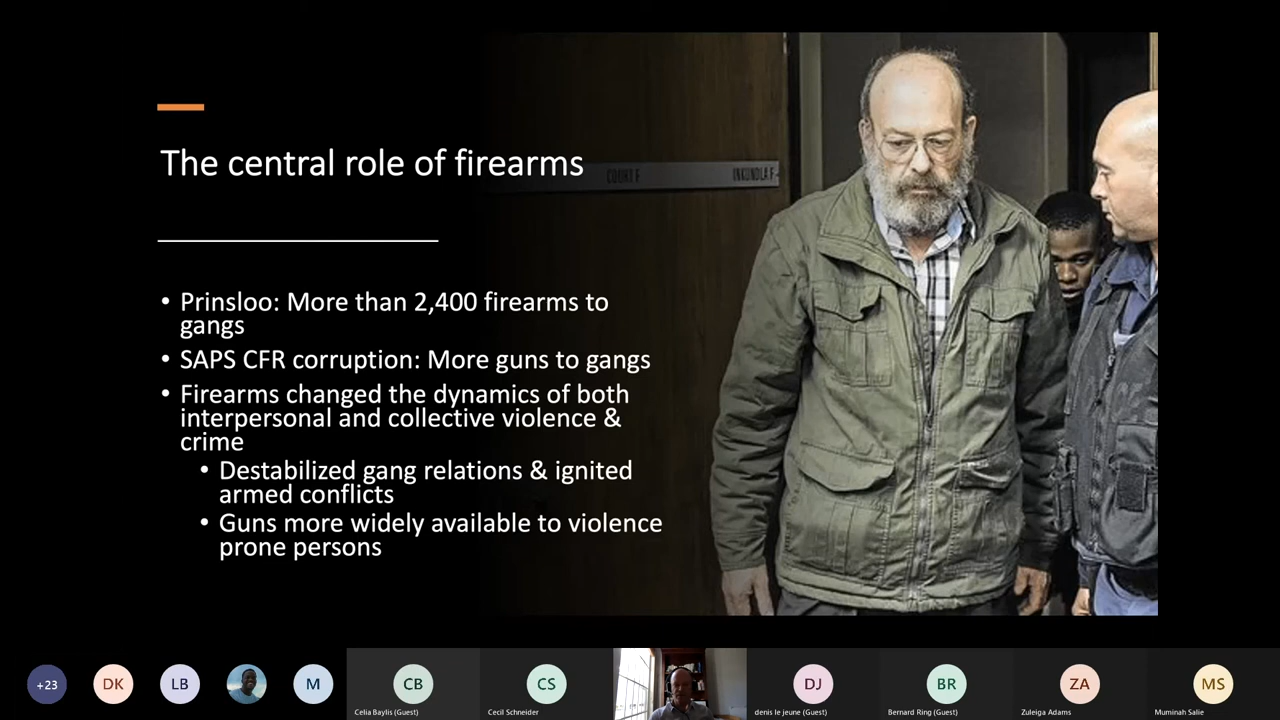 The central role of firearms
COURT F
INKUNDLA F
• Prinsloo: More than 2,400 firearms to
gangs
• SAPS CFR corruption: More guns to gangs
• Firearms changed the dynamics of both
interpersonal and collective violence &
crime
• Destabilized gang relations & ignited
armed conflicts
• Guns more widely available to violence
prone persons
+23
DK
LB
M
CB
CS
DJ
BR
ZA
MS
Celia Baylis (Guest)
Cecil Schneider
denis le jeune (Guest)
Bernard Ring (Guest)
Zuleiga Adams
Muminah Salie